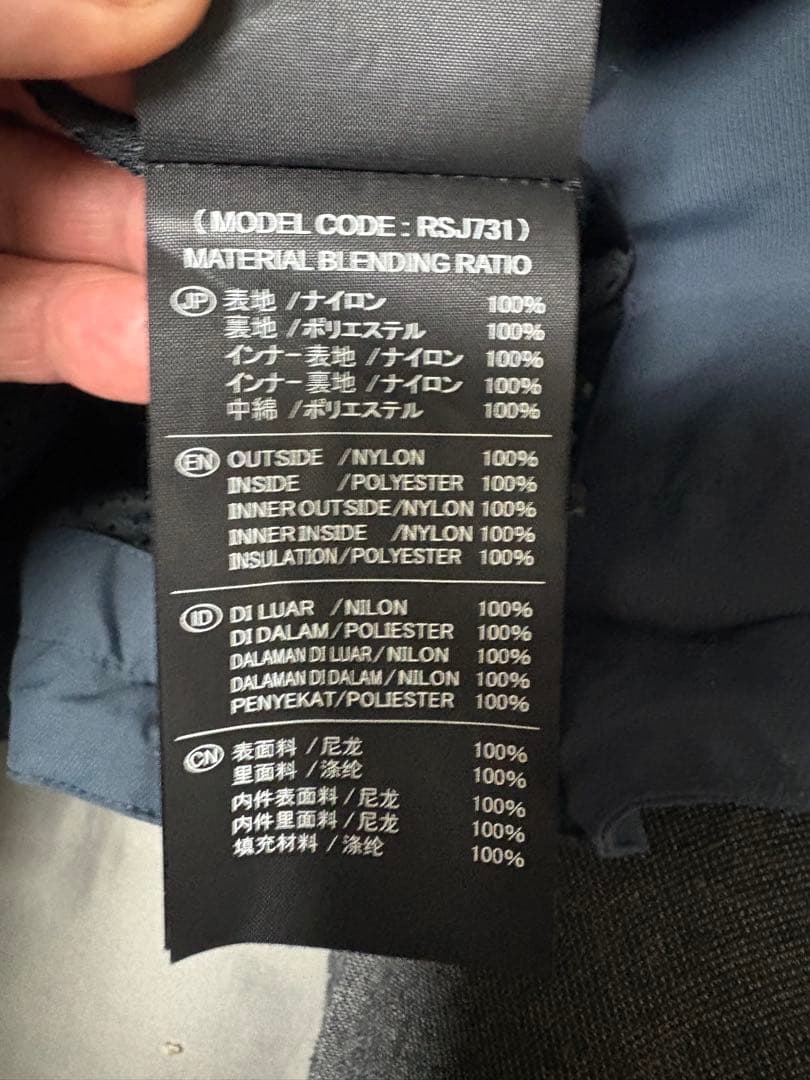 (MODEL CODE : RSJ731)
MATERIAL BLENDING RATIO
JP 表地 /ナイロン 100%
裏地 /ポリエステル 100%
インナー表地 /ナイロン 100%
インナー裏地 /ナイロン 100%
中綿 /ポリエステル 100%
EN OUTSIDE /NYLON 100%
INSIDE /POLYESTER 100%
INNER OUTSIDE/NYLON 100%
INNER INSIDE /NYLON 100%
INSULATION/POLYESTER 100%
ID DI LUAR /NILON 100%
DI DALAM/POLIESTER 100%
DALAMAN DI LUAR/NILON 100%
DALAMAN DI DALAM/NILON 100%
PENYEKAT/POLIESTER 100%
CN 表面料 / 尼龙 100%
里面料 / 涤纶 100%
内件表面料 / 尼龙 100%
内件里面料 / 尼龙 100%
填充材料 / 涤纶 100%